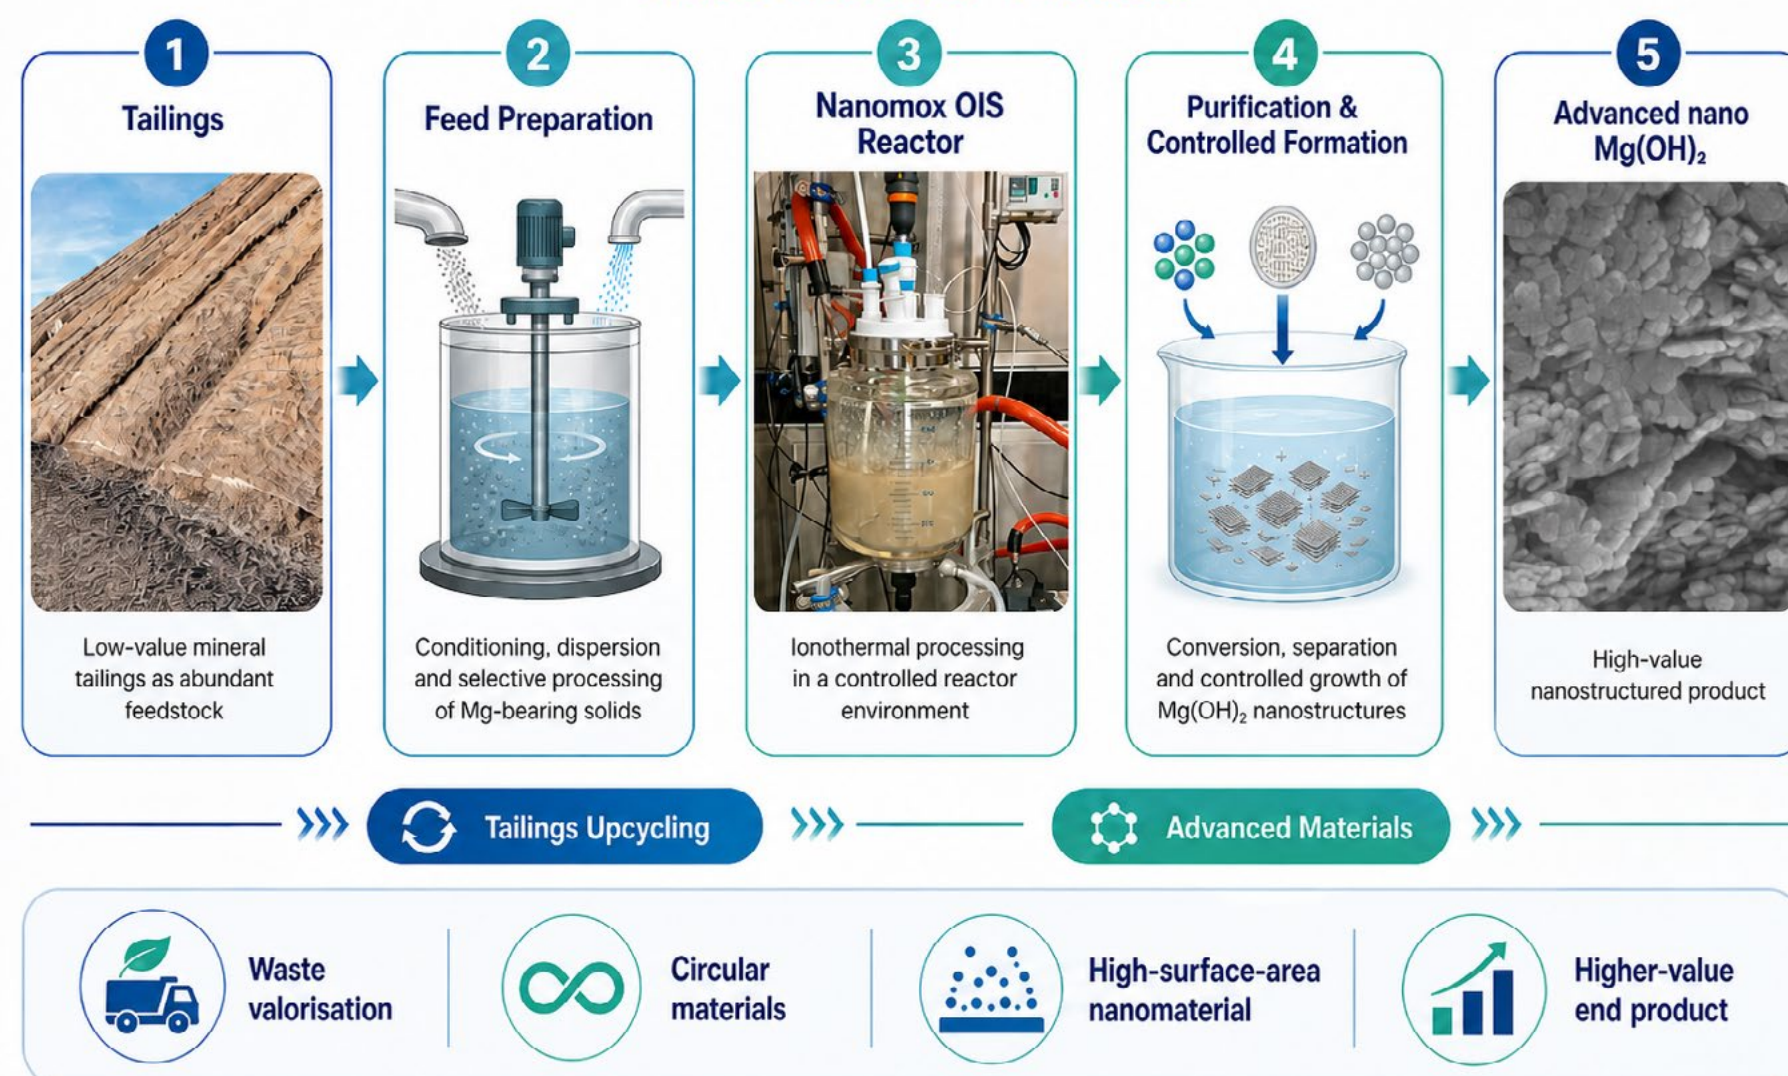 1
Tailings
Low-value mineral
tailings as abundant
feedstock
2
Feed Preparation
Conditioning, dispersion
and selective processing
of Mg-bearing solids
3
Nanomox OIS
Reactor
Ionothermal processing
in a controlled reactor
environment
4
Purification &
Controlled Formation
Conversion, separation
and controlled growth of
Mg(OH)₂ nanostructures
5
Advanced nano
Mg(OH)₂
High-value
nanostructured product
Tailings Upcycling
Advanced Materials
Waste
valorisation
Circular
materials
High-surface-area
nanomaterial
Higher-value
end product